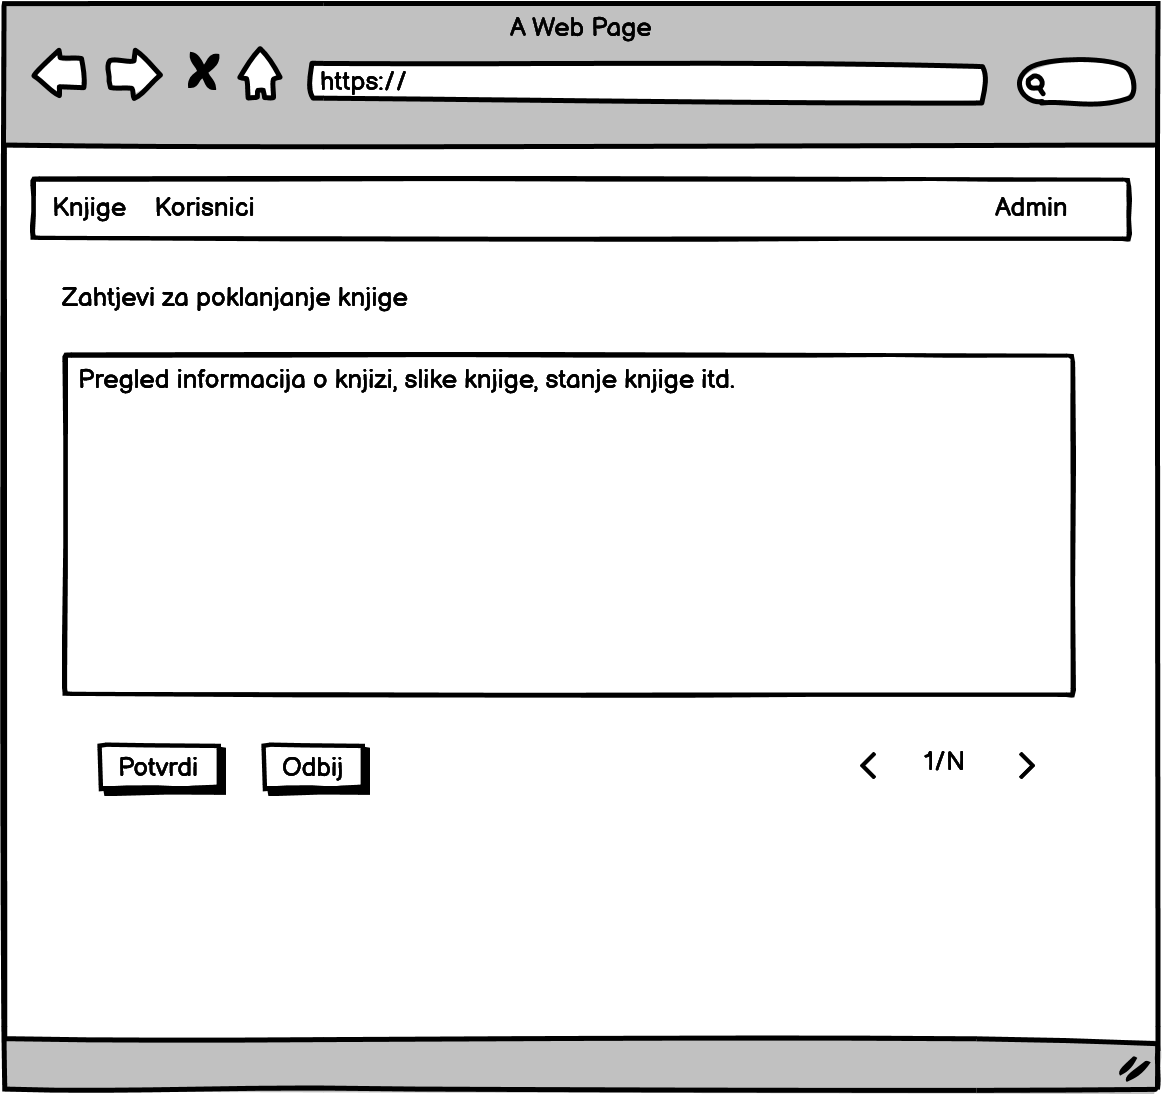 A Web Page
https://
Knjige Korisnici Admin
Zahtjevi za poklanjanje knjige
Pregled informacija o knjizi, slike knjige, stanje knjige itd.
Potvrdi Odbij 1/N